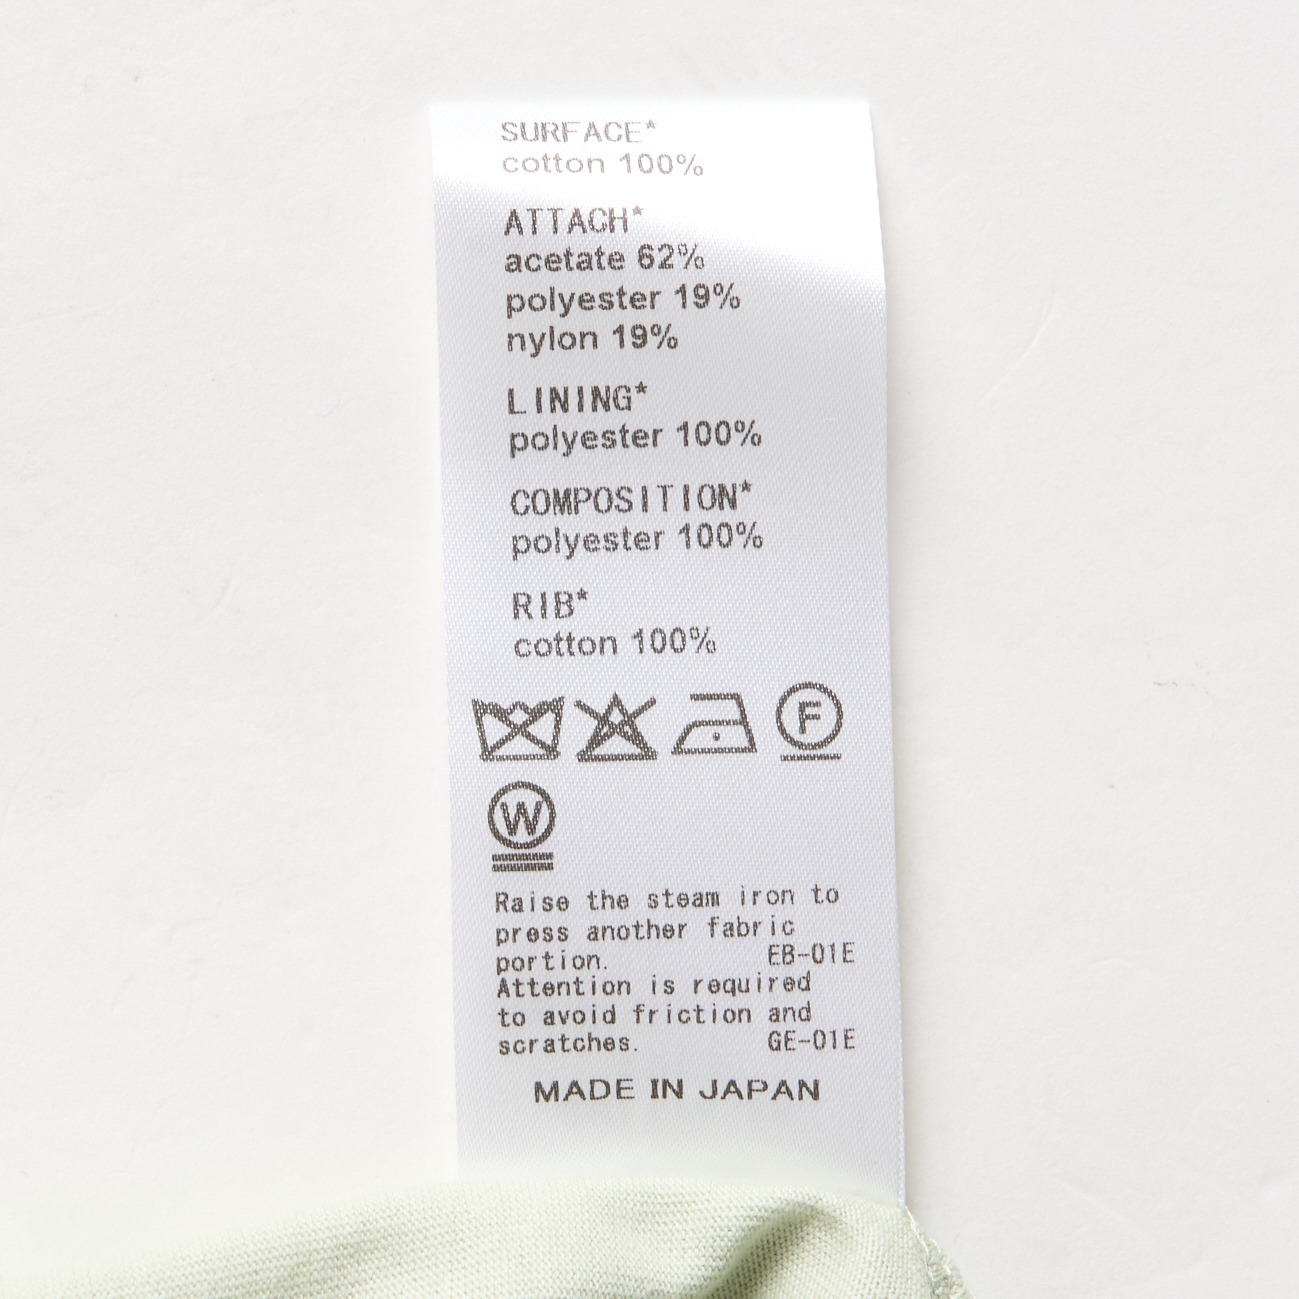 SURFACE*
cotton 100%
ATTACH*
acetate 62%
polyester 19%
nylon 19%
LINING*
polyester 100%
COMPOSITION*
polyester 100%
RIB*
cotton 100%
F
W
Raise the steam iron to
press another fabric
portion. EB-01E
Attention is required
to avoid friction and
scratches. GE-01E
MADE IN JAPAN